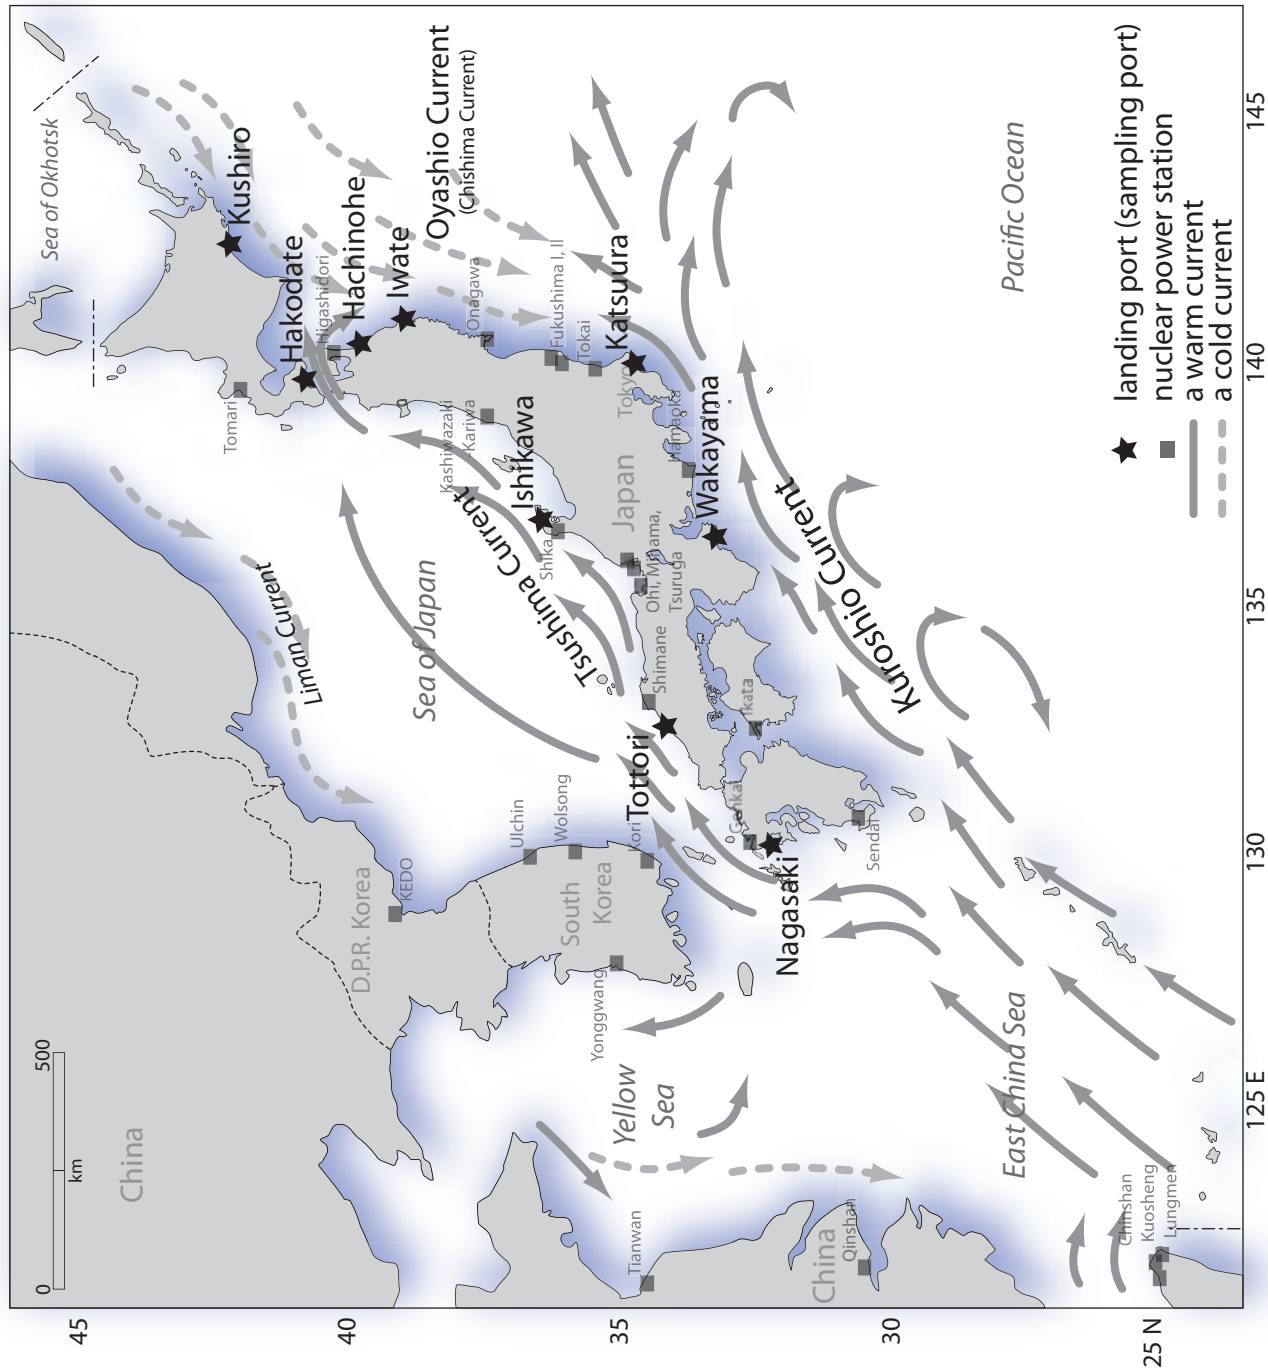 Sea of Okhotsk
Kushiro
Hakodate
Higashidori
Hachinohe
Iwate
Oyashio Current
(Chishima Current)
Tomari
Onagawa
Fukushima I, II
Tokai
Katsuura
Tokyo
Kashiwazaki
Kariwa
Ishikawa
Hamaoka
Wakayama
Japan
Shika
Ohi, Mihama,
Tsuruga
Tsushima Current
Kuroshio Current
Liman Current
Sea of Japan
Shimane
Tottori
Ikata
Genkai
Sendai
Nagasaki
Ulchin
Wolsong
Kori
KEDO
D.P.R. Korea
South
Korea
Yonggwang
Yellow
Sea
East China Sea
Pacific Ocean
China
Tianwan
China
Qinshan
Chinshan
Kuosheng
Lungmen
0
500
km
landing port (sampling port)
nuclear power station
a warm current
a cold current
45
40
35
30
25 N
125 E
130
135
140
145